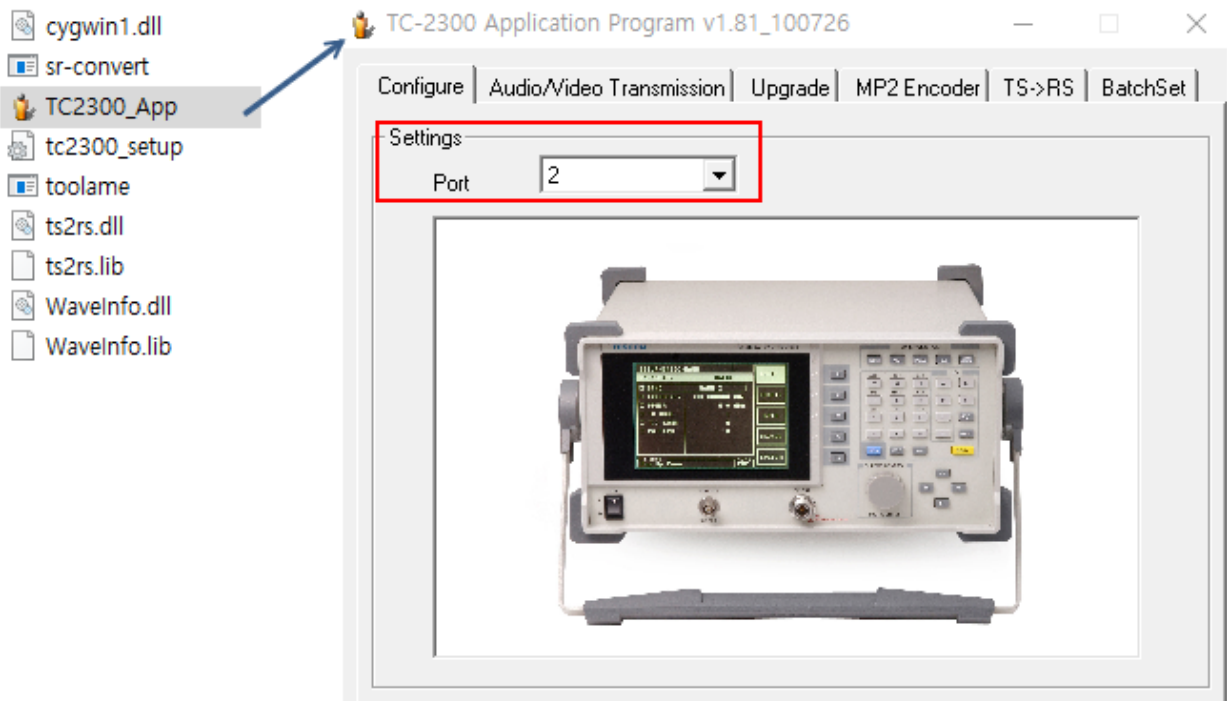 cygwin1.dll
sr-convert
TC2300_App
tc2300_setup
toolame
ts2rs.dll
ts2rs.lib
WaveInfo.dll
WaveInfo.lib
TC-2300 Application Program v1.81_100726
Configure
Audio/Video Transmission
Upgrade
MP2 Encoder
TS->RS
BatchSet
Settings
Port
2